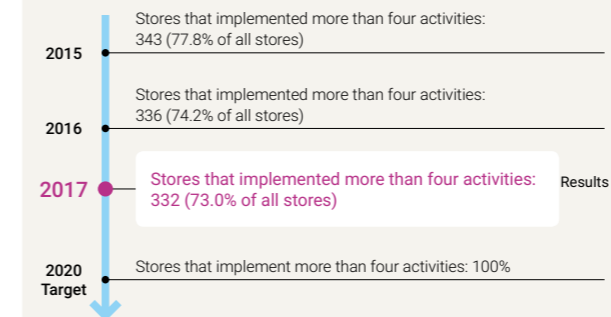 Stores that implemented more than four activities:
343 (77.8% of all stores)
2015
Stores that implemented more than four activities:
336 (74.2% of all stores)
2016
2017
Stores that implemented more than four activities:
332 (73.0% of all stores)
Results
2020
Target
Stores that implement more than four activities: 100%